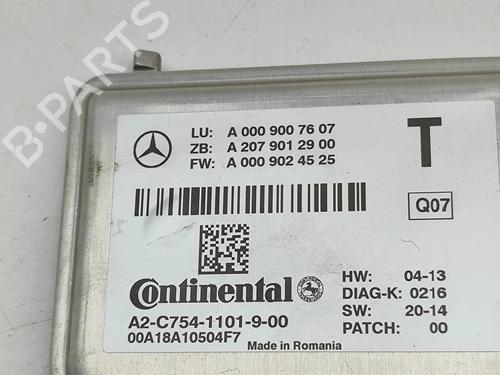 B-PARTS
LU: A 000 900 76 07
ZB: A 207 901 29 00
FW: A 000 902 45 25
T
Q07
Continental
A2-C754-1101-9-00
00A18A10504F7
HW: 04-13
DIAG-K: 0216
SW: 20-14
PATCH: 00
Made in Romania